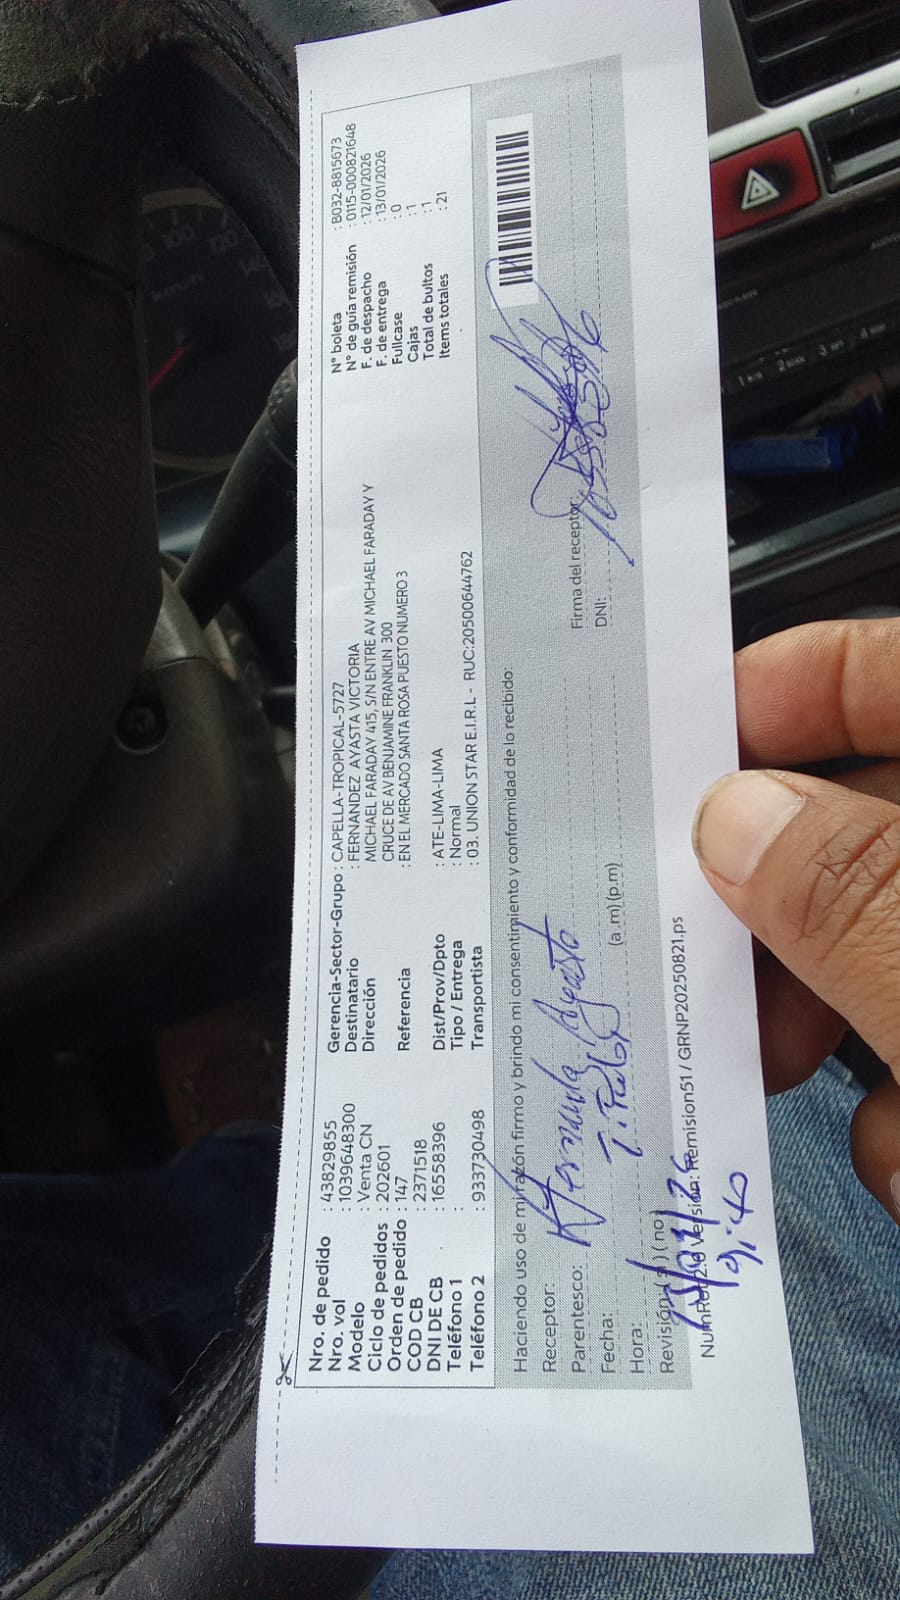 Nro. de pedido : 43829855
Nro. vol : 1039648300
Modelo : Venta CN
Ciclo de pedidos : 202601
Orden de pedido : 147
COD CB : 2371518
DNI DE CB : 16558396
Teléfono 1 :
Teléfono 2 : 933730498
Gerencia-Sector-Grupo : CAPELLA-TROPICAL-5727
Destinatario : FERNANDEZ AYASTA VICTORIA
Dirección MICHAEL FARADAY 415, S/N ENTRE AV MICHAEL FARADAY Y
CRUCE DE AV BENJAMINE FRANKLIN 300
Referencia : EN EL MERCADO SANTA ROSA PUESTO NUMERO 3
Dist/Prov/Dpto : ATE-LIMA-LIMA
Tipo / Entrega : Normal
Transportista : 03. UNION STAR E.I.R.L - RUC:20500644762
N° boleta : B032-8815673
N° de guía remisión : 0115-000821648
F. de despacho : 12/01/2026
F. de entrega : 13/01/2026
Fullcase : 0
Cajas : 1
Total de bultos : 1
Items totales : 21
Haciendo uso de mi razón firmo y brindo mi consentimiento y conformidad de lo recibido:
Receptor:
Parentesco:
Fecha:
Hora: (a.m) (p.m)
Revisión: (si) (no)
Firma del receptor:
DNI:
Version: Remision51 / GRNP20250821.ps